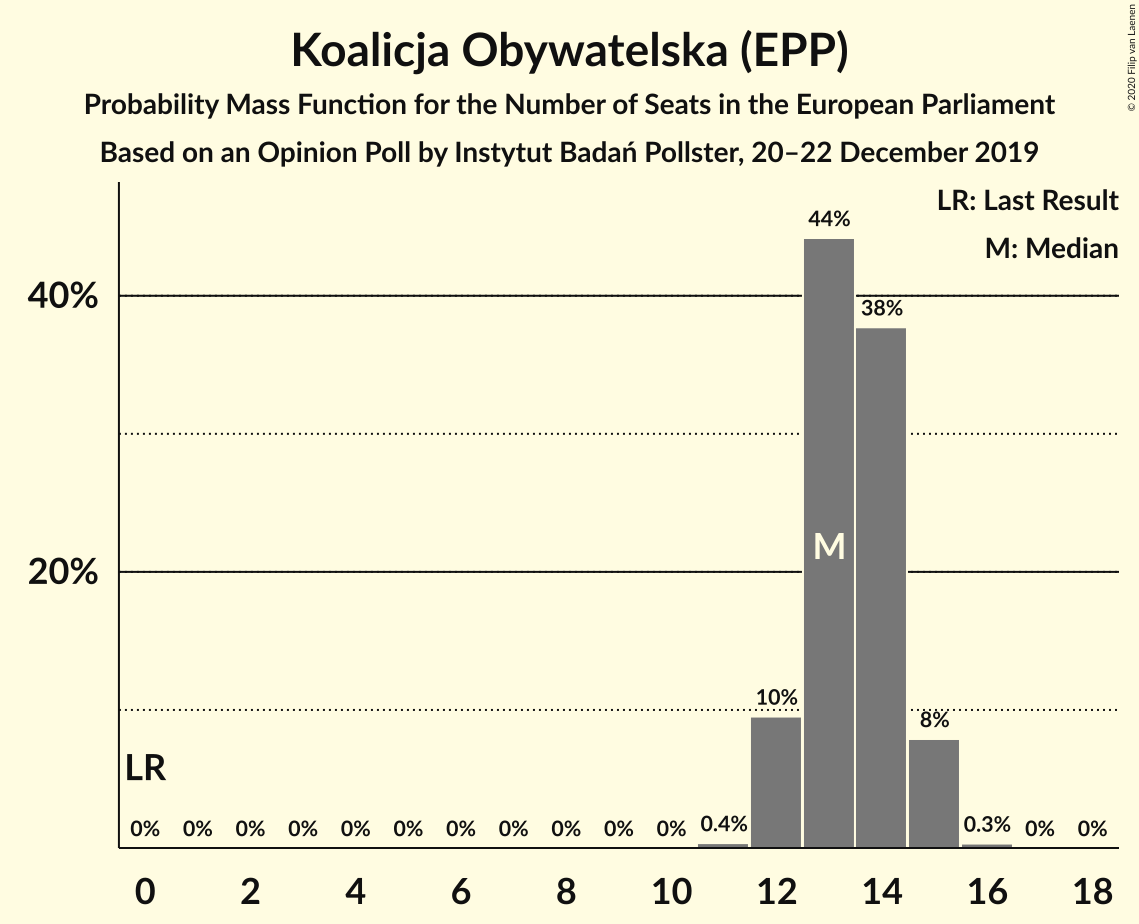 Koalicja Obywatelska (EPP)
Probability Mass Function for the Number of Seats in the European Parliament
Based on an Opinion Poll by Instytut Badań Pollster, 20–22 December 2019
© 2020 Filip van Laenen
LR: Last Result
M: Median
44%
40%
38%
M
20%
10%
8%
LR
0% 0% 0% 0% 0% 0% 0% 0% 0% 0% 0% 0.4% 0.3% 0% 0%
0 2 4 6 8 10 12 14 16 18